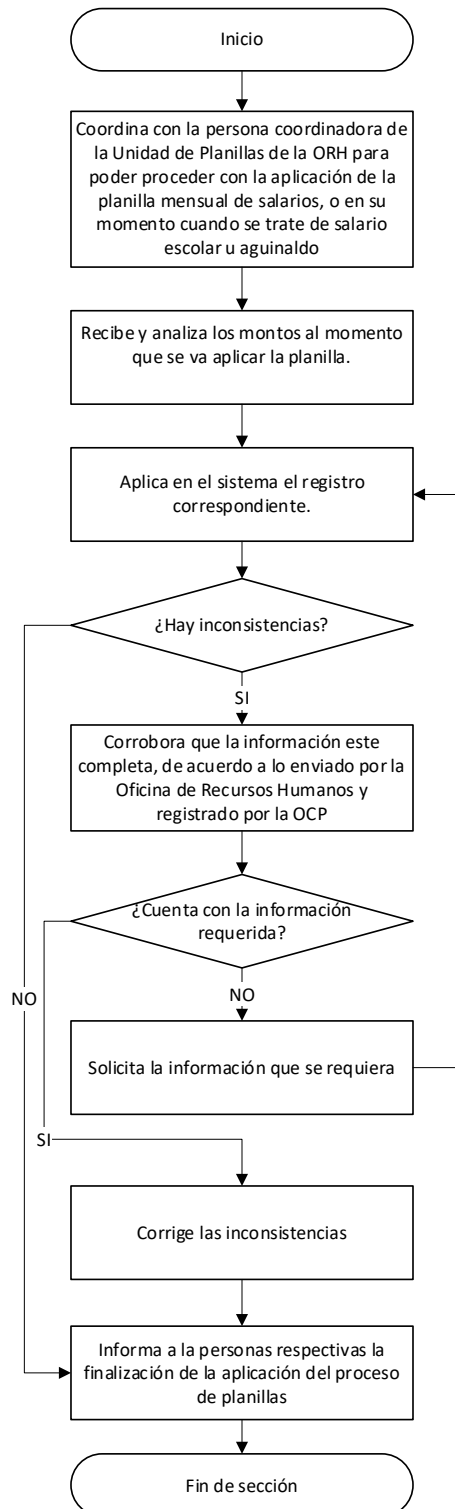 Inicio
Coordina con la persona coordinadora de
la Unidad de Planillas de la ORH para
poder proceder con la aplicación de la
planilla mensual de salarios, o en su
momento cuando se trate de salario
escolar u aguinaldo
Recibe y analiza los montos al momento
que se va aplicar la planilla.
Aplica en el sistema el registro
correspondiente.
¿Hay inconsistencias?
SI
Corrobora que la información este
completa, de acuerdo a lo enviado por la
Oficina de Recursos Humanos y
registrado por la OCP
¿Cuenta con la información
requerida?
NO
NO
Solicita la información que se requiera
SI
Corrige las inconsistencias
Informa a la personas respectivas la
finalización de la aplicación del proceso
de planillas
Fin de sección